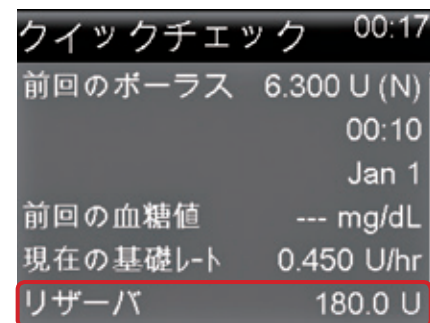 クイックチェック 00:17
前回のボーラス 6.300 U (N)
00:10
Jan 1
前回の血糖値 --- mg/dL
現在の基礎レート 0.450 U/hr
リザーバ 180.0 U